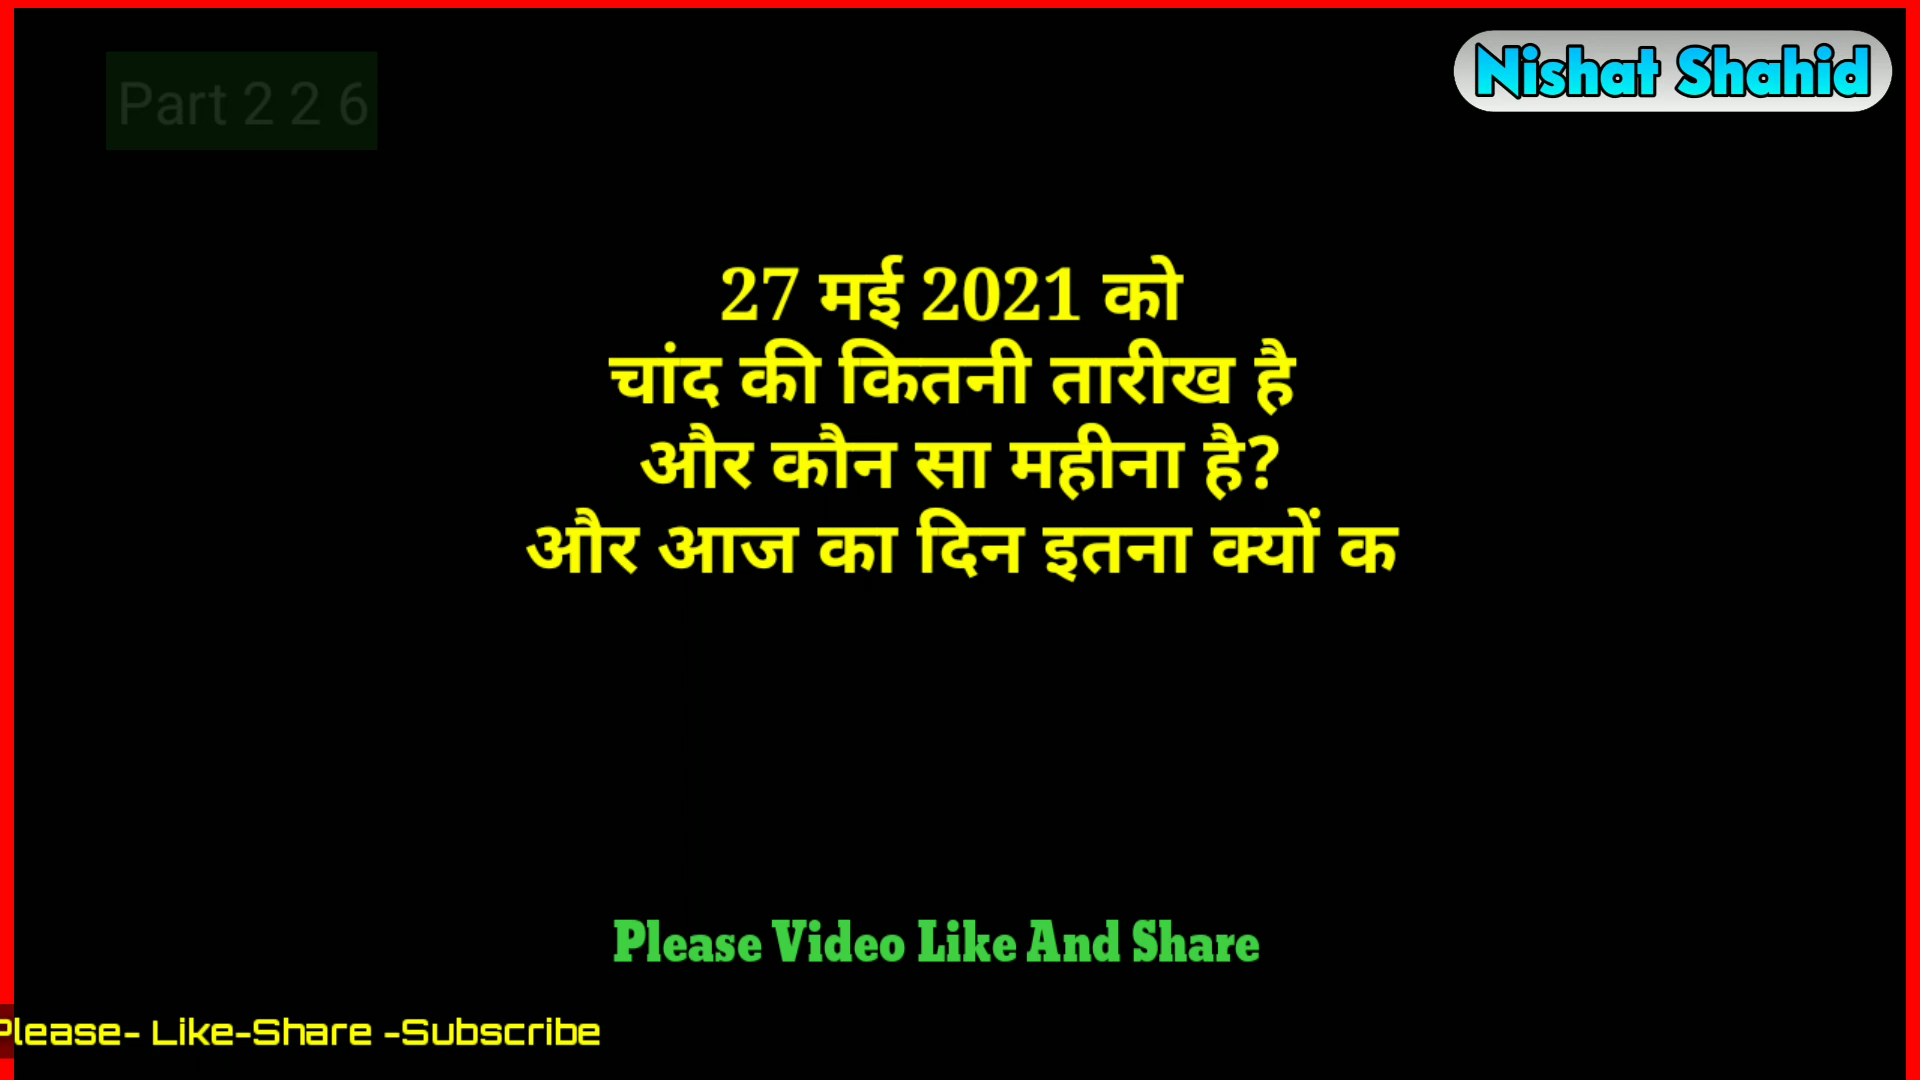 Part 2 2 6
Nishat Shahid
27 मई 2021 को
चांद की कितनी तारीख है
और कौन सा महीना है?
और आज का दिन इतना क्यों क
Please Video Like And Share
Please- Like-Share -Subscribe